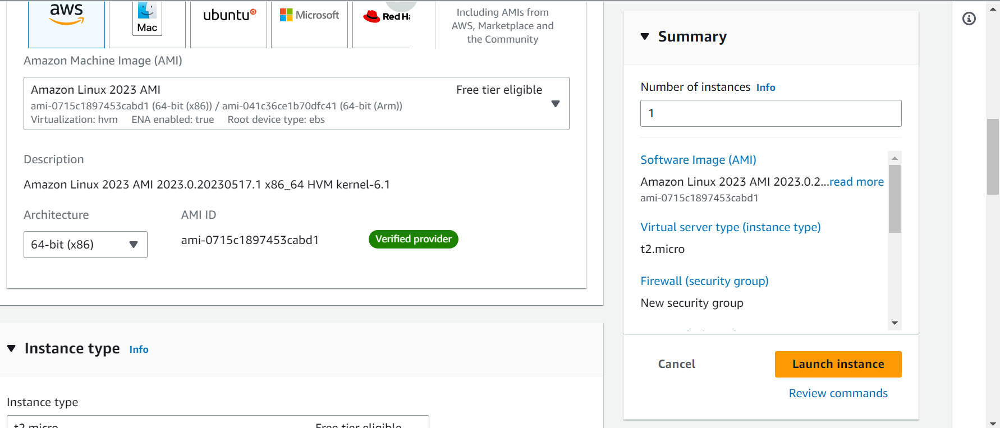 aws
Mac
ubuntu
Microsoft
Red
Including AMIs from
AWS, Marketplace and
the Community
Amazon Machine Image (AMI)
Amazon Linux 2023 AMI
Free tier eligible
ami-0715c1897453cabd1 (64-bit (x86)) / ami-041c36ce1b70dfc41 (64-bit (Arm))
Virtualization: hvm ENA enabled: true Root device type: ebs
Description
Amazon Linux 2023 AMI 2023.0.20230517.1 x86_64 HVM kernel-6.1
Architecture
64-bit (x86)
AMI ID
ami-0715c1897453cabd1
Verified provider
Instance type Info
Instance type
t2.micro
Free tier eligible
Summary
Number of instances Info
1
Software Image (AMI)
Amazon Linux 2023 AMI 2023.0.2...read more
ami-0715c1897453cabd1
Virtual server type (instance type)
t2.micro
Firewall (security group)
New security group
Cancel
Launch instance
Review commands